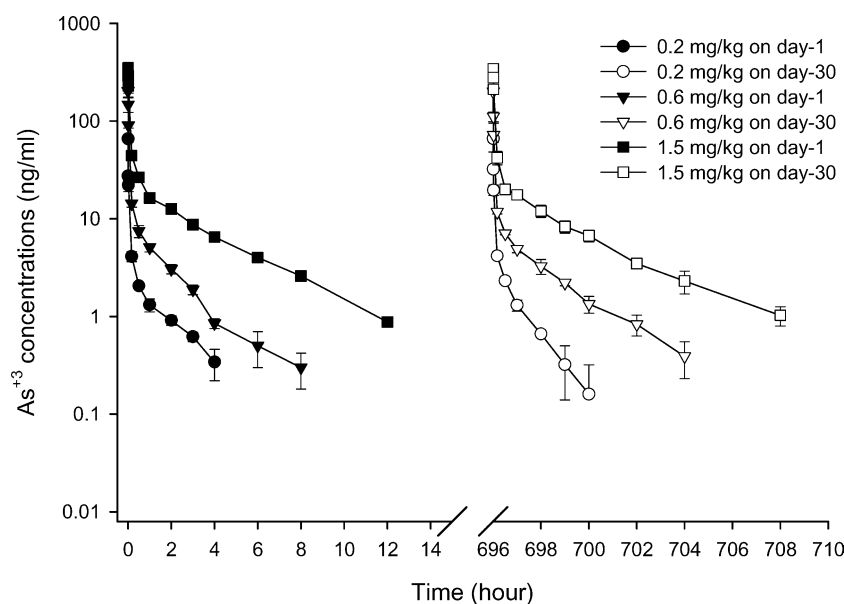 1000
100
10
1
0.1
0.01
As+3 concentrations (ng/ml)
0.2 mg/kg on day-1
0.2 mg/kg on day-30
0.6 mg/kg on day-1
0.6 mg/kg on day-30
1.5 mg/kg on day-1
1.5 mg/kg on day-30
0 2 4 6 8 10 12 14 696 698 700 702 704 706 708 710
Time (hour)